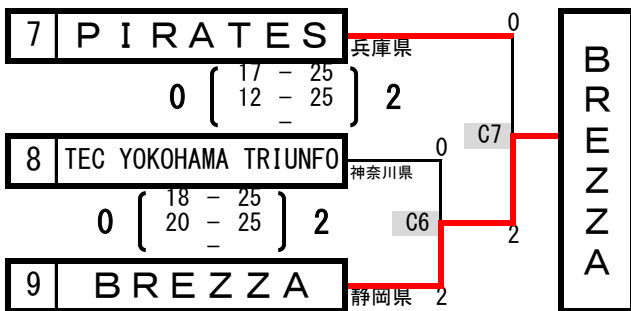 7 PIRATES 兵庫県 0
17 - 25
0 12 - 25 2
-
C7
8 TEC YOKOHAMA TRIUNFO 神奈川県 0
18 - 25
0 20 - 25 2
-
C6
2
9 BREZZA 静岡県 2
BREZZA